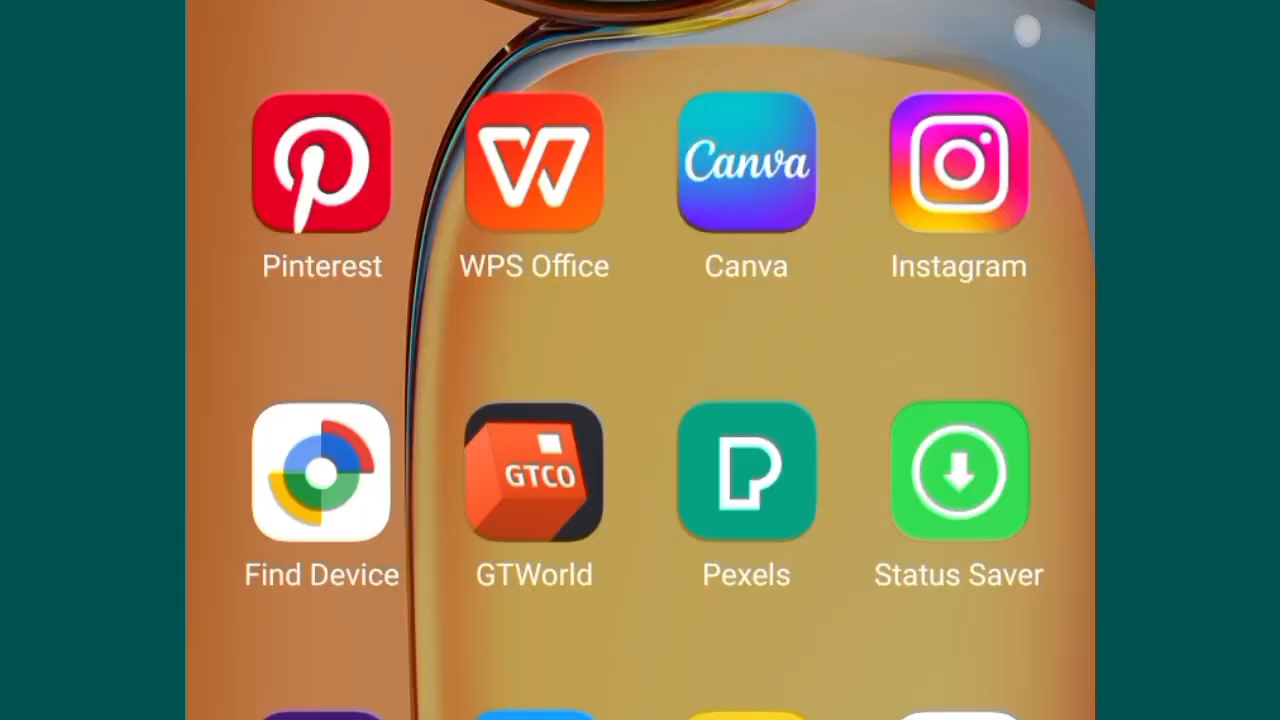 Canva
Pinterest
WPS Office
Canva
Instagram
GTCO
Find Device
GTWorld
Pexels
Status Saver